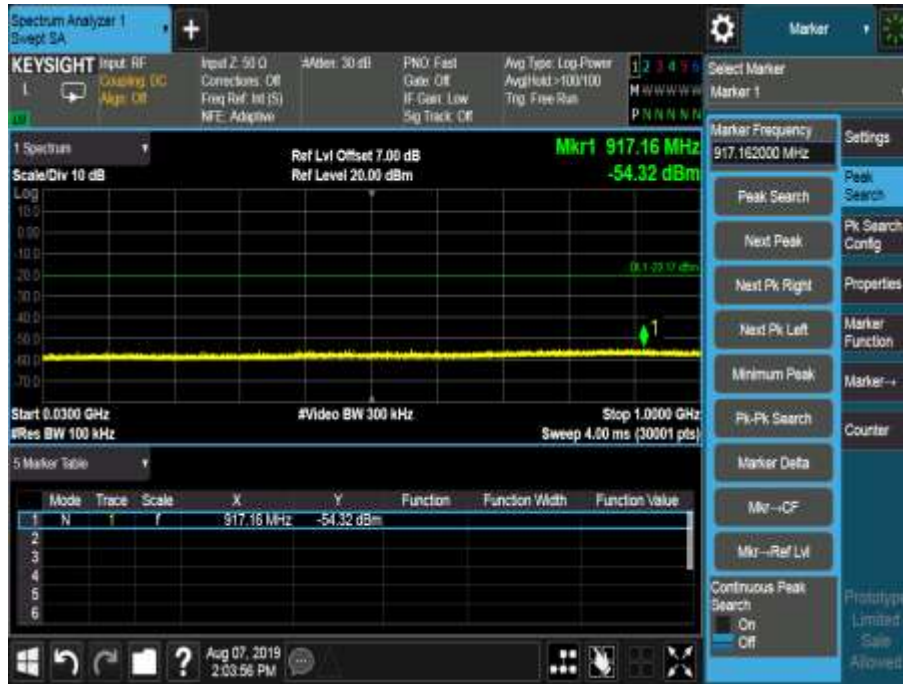 Spectrum Analyzer 1
Swept SA
+
Marker
KEYSIGHT
L
Input: RF
Coupling: DC
Align: Off
Input Z: 50 Ω
Corrections: Off
Freq Ref: Int (S)
NFE: Adaptive
#Atten: 30 dB
PNO: Fast
Gate: Off
IF Gain: Low
Sig Track: Off
Avg Type: Log-Power
Avg|Hold:>100/100
Trig: Free Run
1 2 3 4 5 6
M W W W W W
P N N N N N
Select Marker
Marker 1
1 Spectrum
Scale/Div 10 dB
Ref Lvl Offset 7.00 dB
Ref Level 20.00 dBm
Mkr1 917.16 MHz
-54.32 dBm
Log
10.0
0.00
-10.0
-20.0
-30.0
-40.0
-50.0
-60.0
-70.0
DL1 -22.17 dBm
1
Start 0.0300 GHz
#Res BW 100 kHz
#Video BW 300 kHz
Stop 1.0000 GHz
Sweep 4.00 ms (30001 pts)
5 Marker Table
Mode Trace Scale X Y Function Function Width Function Value
1 N 1 f 917.16 MHz -54.32 dBm
2
3
4
5
6
Aug 07, 2019
2:03:56 PM
Marker Frequency
917.162000 MHz
Peak Search
Next Peak
Next Pk Right
Next Pk Left
Minimum Peak
Pk-Pk Search
Marker Delta
Mkr→CF
Mkr→Ref Lvl
Continuous Peak
Search
On
Off
Settings
Peak
Search
Pk Search
Config
Properties
Marker
Function
Marker→
Counter
Prototype
Limited
Sale
Allowed